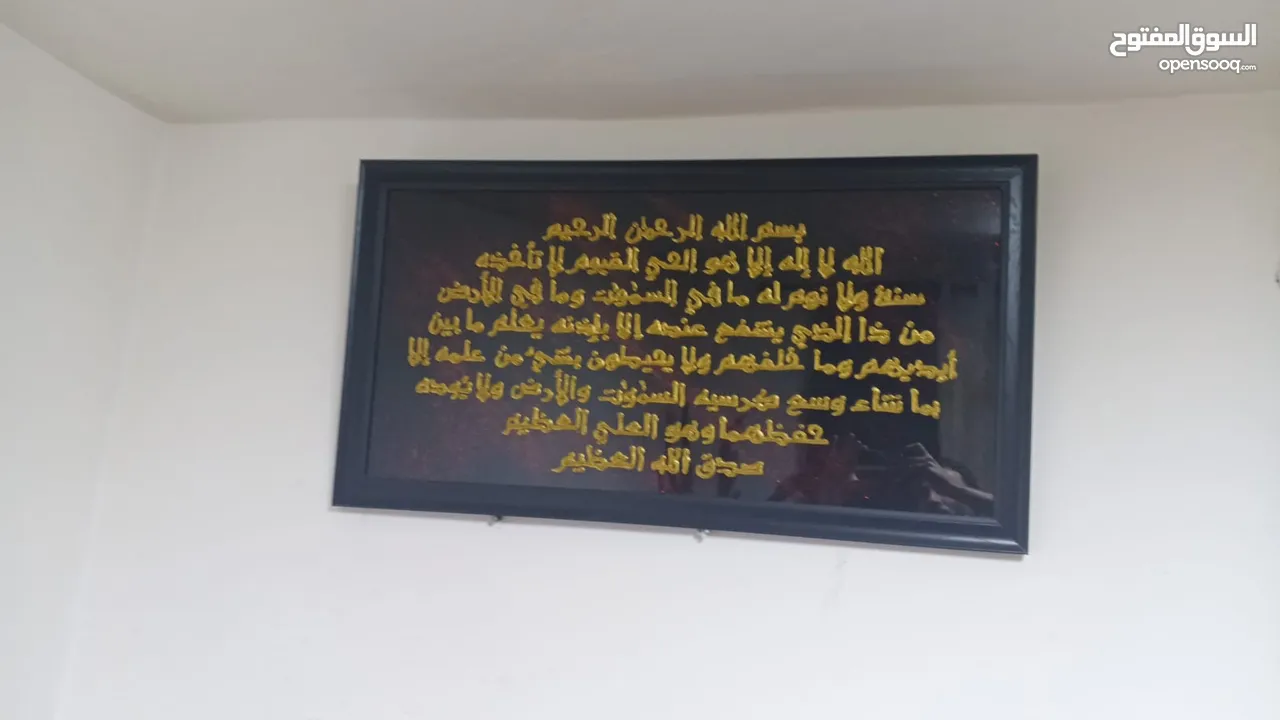 السوق المفتوح
opensooq.com
بسم الله الرحمن الرحيم
الله لا إله إلا هو الحي القيوم لا تأخذه
سنة ولا نوم له ما في السمٰوٰت وما في الأرض
من ذا الذي يشفع عنده إلا بإذنه يعلم ما بين
أيديهم وما خلفهم ولا يحيطون بشيء من علمه إلا
بما شاء وسع كرسيه السمٰوٰت والأرض ولا يؤده
حفظهما وهو العلي العظيم
صدق الله العظيم